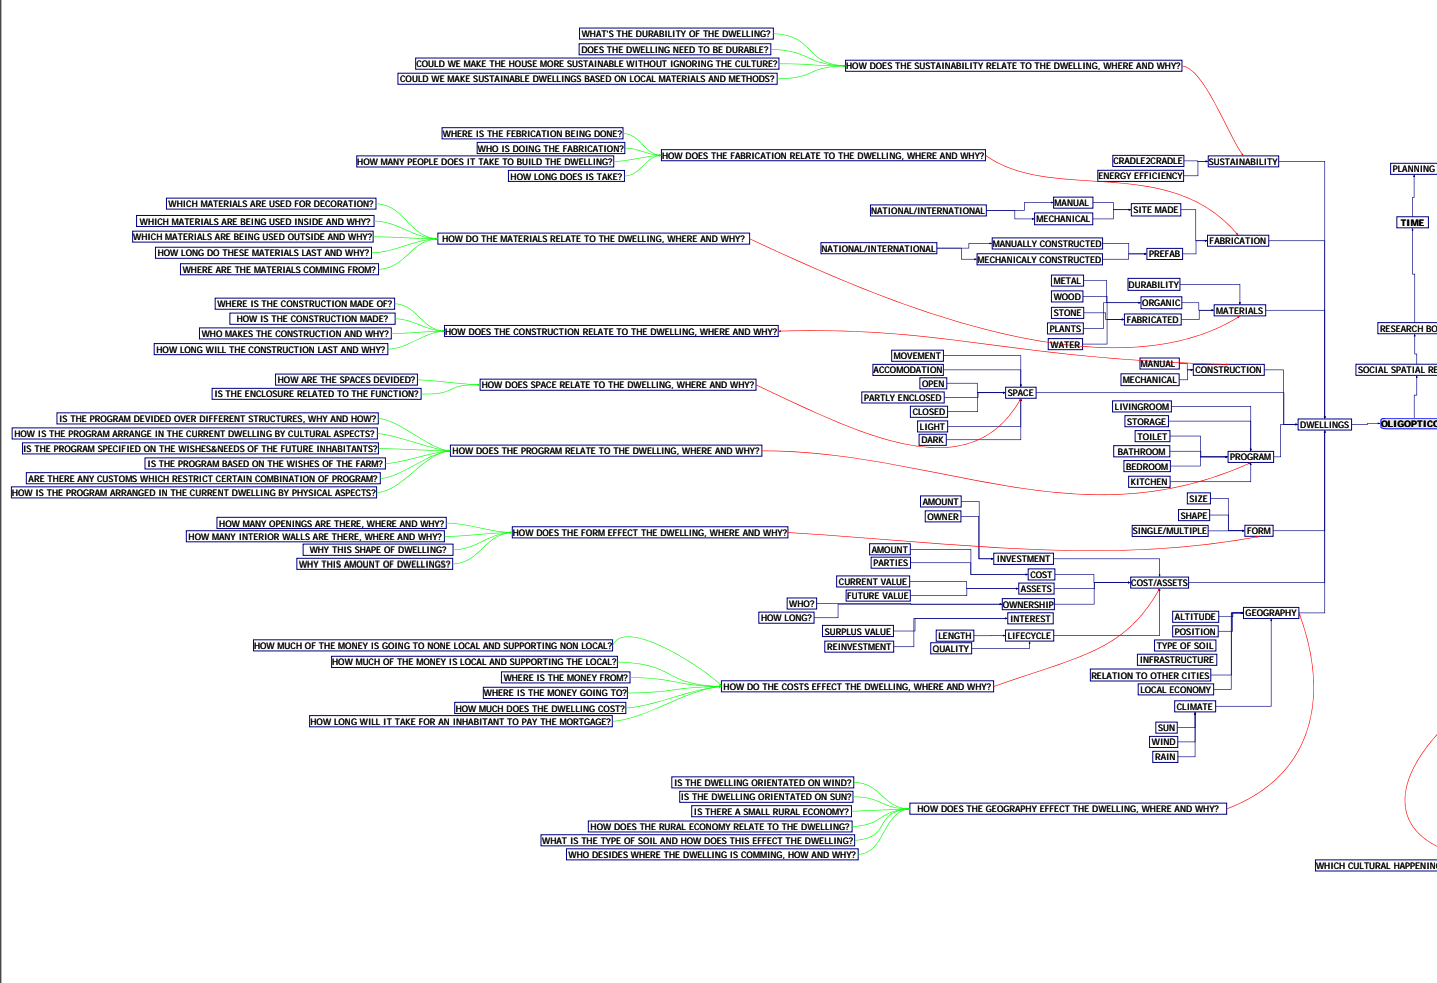 WHAT'S THE DURABILITY OF THE DWELLING?
DOES THE DWELLING NEED TO BE DURABLE?
COULD WE MAKE THE HOUSE MORE SUSTAINABLE WITHOUT IGNORING THE CULTURE?
COULD WE MAKE SUSTAINABLE DWELLINGS BASED ON LOCAL MATERIALS AND METHODS?
HOW DOES THE SUSTAINABILITY RELATE TO THE DWELLING, WHERE AND WHY?
WHERE IS THE FEBRICATION BEING DONE?
WHO IS DOING THE FABRICATION?
HOW MANY PEOPLE DOES IT TAKE TO BUILD THE DWELLING?
HOW LONG DOES IS TAKE?
HOW DOES THE FABRICATION RELATE TO THE DWELLING, WHERE AND WHY?
CRADLE2CRADLE
ENERGY EFFICIENCY
SUSTAINABILITY
WHICH MATERIALS ARE USED FOR DECORATION?
WHICH MATERIALS ARE BEING USED INSIDE AND WHY?
WHICH MATERIALS ARE BEING USED OUTSIDE AND WHY?
HOW LONG DO THESE MATERIALS LAST AND WHY?
WHERE ARE THE MATERIALS COMMING FROM?
HOW DO THE MATERIALS RELATE TO THE DWELLING, WHERE AND WHY?
NATIONAL/INTERNATIONAL
MANUAL
MECHANICAL
SITE MADE
NATIONAL/INTERNATIONAL
MANUALLY CONSTRUCTED
MECHANICALY CONSTRUCTED
PREFAB
FABRICATION
METAL
WOOD
STONE
PLANTS
WATER
DURABILITY
ORGANIC
FABRICATED
MATERIALS
WHERE IS THE CONSTRUCTION MADE OF?
HOW IS THE CONSTRUCTION MADE?
WHO MAKES THE CONSTRUCTION AND WHY?
HOW LONG WILL THE CONSTRUCTION LAST AND WHY?
HOW DOES THE CONSTRUCTION RELATE TO THE DWELLING, WHERE AND WHY?
MANUAL
MECHANICAL
CONSTRUCTION
HOW ARE THE SPACES DEVIDED?
IS THE ENCLOSURE RELATED TO THE FUNCTION?
HOW DOES SPACE RELATE TO THE DWELLING, WHERE AND WHY?
MOVEMENT
ACCOMODATION
OPEN
PARTLY ENCLOSED
CLOSED
LIGHT
DARK
SPACE
IS THE PROGRAM DEVIDED OVER DIFFERENT STRUCTURES, WHY AND HOW?
HOW IS THE PROGRAM ARRANGE IN THE CURRENT DWELLING BY CULTURAL ASPECTS?
IS THE PROGRAM SPECIFIED ON THE WISHES&NEEDS OF THE FUTURE INHABITANTS?
IS THE PROGRAM BASED ON THE WISHES OF THE FARM?
ARE THERE ANY CUSTOMS WHICH RESTRICT CERTAIN COMBINATION OF PROGRAM?
HOW IS THE PROGRAM ARRANGED IN THE CURRENT DWELLING BY PHYSICAL ASPECTS?
HOW DOES THE PROGRAM RELATE TO THE DWELLING, WHERE AND WHY?
LIVINGROOM
STORAGE
TOILET
BATHROOM
BEDROOM
KITCHEN
PROGRAM
DWELLINGS
HOW MANY OPENINGS ARE THERE, WHERE AND WHY?
HOW MANY INTERIOR WALLS ARE THERE, WHERE AND WHY?
WHY THIS SHAPE OF DWELLING?
WHY THIS AMOUNT OF DWELLINGS?
HOW DOES THE FORM EFFECT THE DWELLING, WHERE AND WHY?
SIZE
SHAPE
SINGLE/MULTIPLE
FORM
AMOUNT
OWNER
INVESTMENT
AMOUNT
PARTIES
COST
CURRENT VALUE
FUTURE VALUE
ASSETS
WHO?
HOW LONG?
OWNERSHIP
SURPLUS VALUE
REINVESTMENT
INTEREST
LENGTH
QUALITY
LIFECYCLE
COST/ASSETS
HOW MUCH OF THE MONEY IS GOING TO NONE LOCAL AND SUPPORTING NON LOCAL?
HOW MUCH OF THE MONEY IS LOCAL AND SUPPORTING THE LOCAL?
WHERE IS THE MONEY FROM?
WHERE IS THE MONEY GOING TO?
HOW MUCH DOES THE DWELLING COST?
HOW LONG WILL IT TAKE FOR AN INHABITANT TO PAY THE MORTGAGE?
HOW DO THE COSTS EFFECT THE DWELLING, WHERE AND WHY?
ALTITUDE
POSITION
TYPE OF SOIL
INFRASTRUCTURE
RELATION TO OTHER CITIES
LOCAL ECONOMY
CLIMATE
SUN
WIND
RAIN
GEOGRAPHY
IS THE DWELLING ORIENTATED ON WIND?
IS THE DWELLING ORIENTATED ON SUN?
IS THERE A SMALL RURAL ECONOMY?
HOW DOES THE RURAL ECONOMY RELATE TO THE DWELLING?
WHAT IS THE TYPE OF SOIL AND HOW DOES THIS EFFECT THE DWELLING?
WHO DESIDES WHERE THE DWELLING IS COMMING, HOW AND WHY?
HOW DOES THE GEOGRAPHY EFFECT THE DWELLING, WHERE AND WHY?
PLANNING
TIME
RESEARCH BO
SOCIAL SPATIAL RE
OLIGOPTICO
WHICH CULTURAL HAPPENING